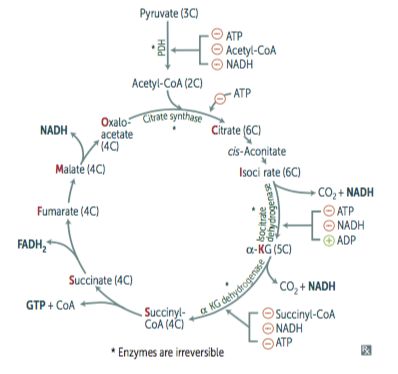 Pyruvate (3C)
* PDH
⊖ ATP
⊖ Acetyl-CoA
⊖ NADH
Acetyl-CoA (2C)
⊖ ATP
Citrate synthase
*
Oxalo-
acetate
(4C)
Citrate (6C)
cis-Aconitate
Isoci rate (6C)
* Isocitrate
dehydrogenase
CO₂ + NADH
⊖ ATP
⊖ NADH
⊕ ADP
α-KG (5C)
* α KG dehydrogenase
CO₂ + NADH
⊖ Succinyl-CoA
⊖ NADH
⊖ ATP
Succinyl-
CoA (4C)
GTP + CoA
Succinate (4C)
FADH₂
Fumarate (4C)
Malate (4C)
NADH
* Enzymes are irreversible
Rx